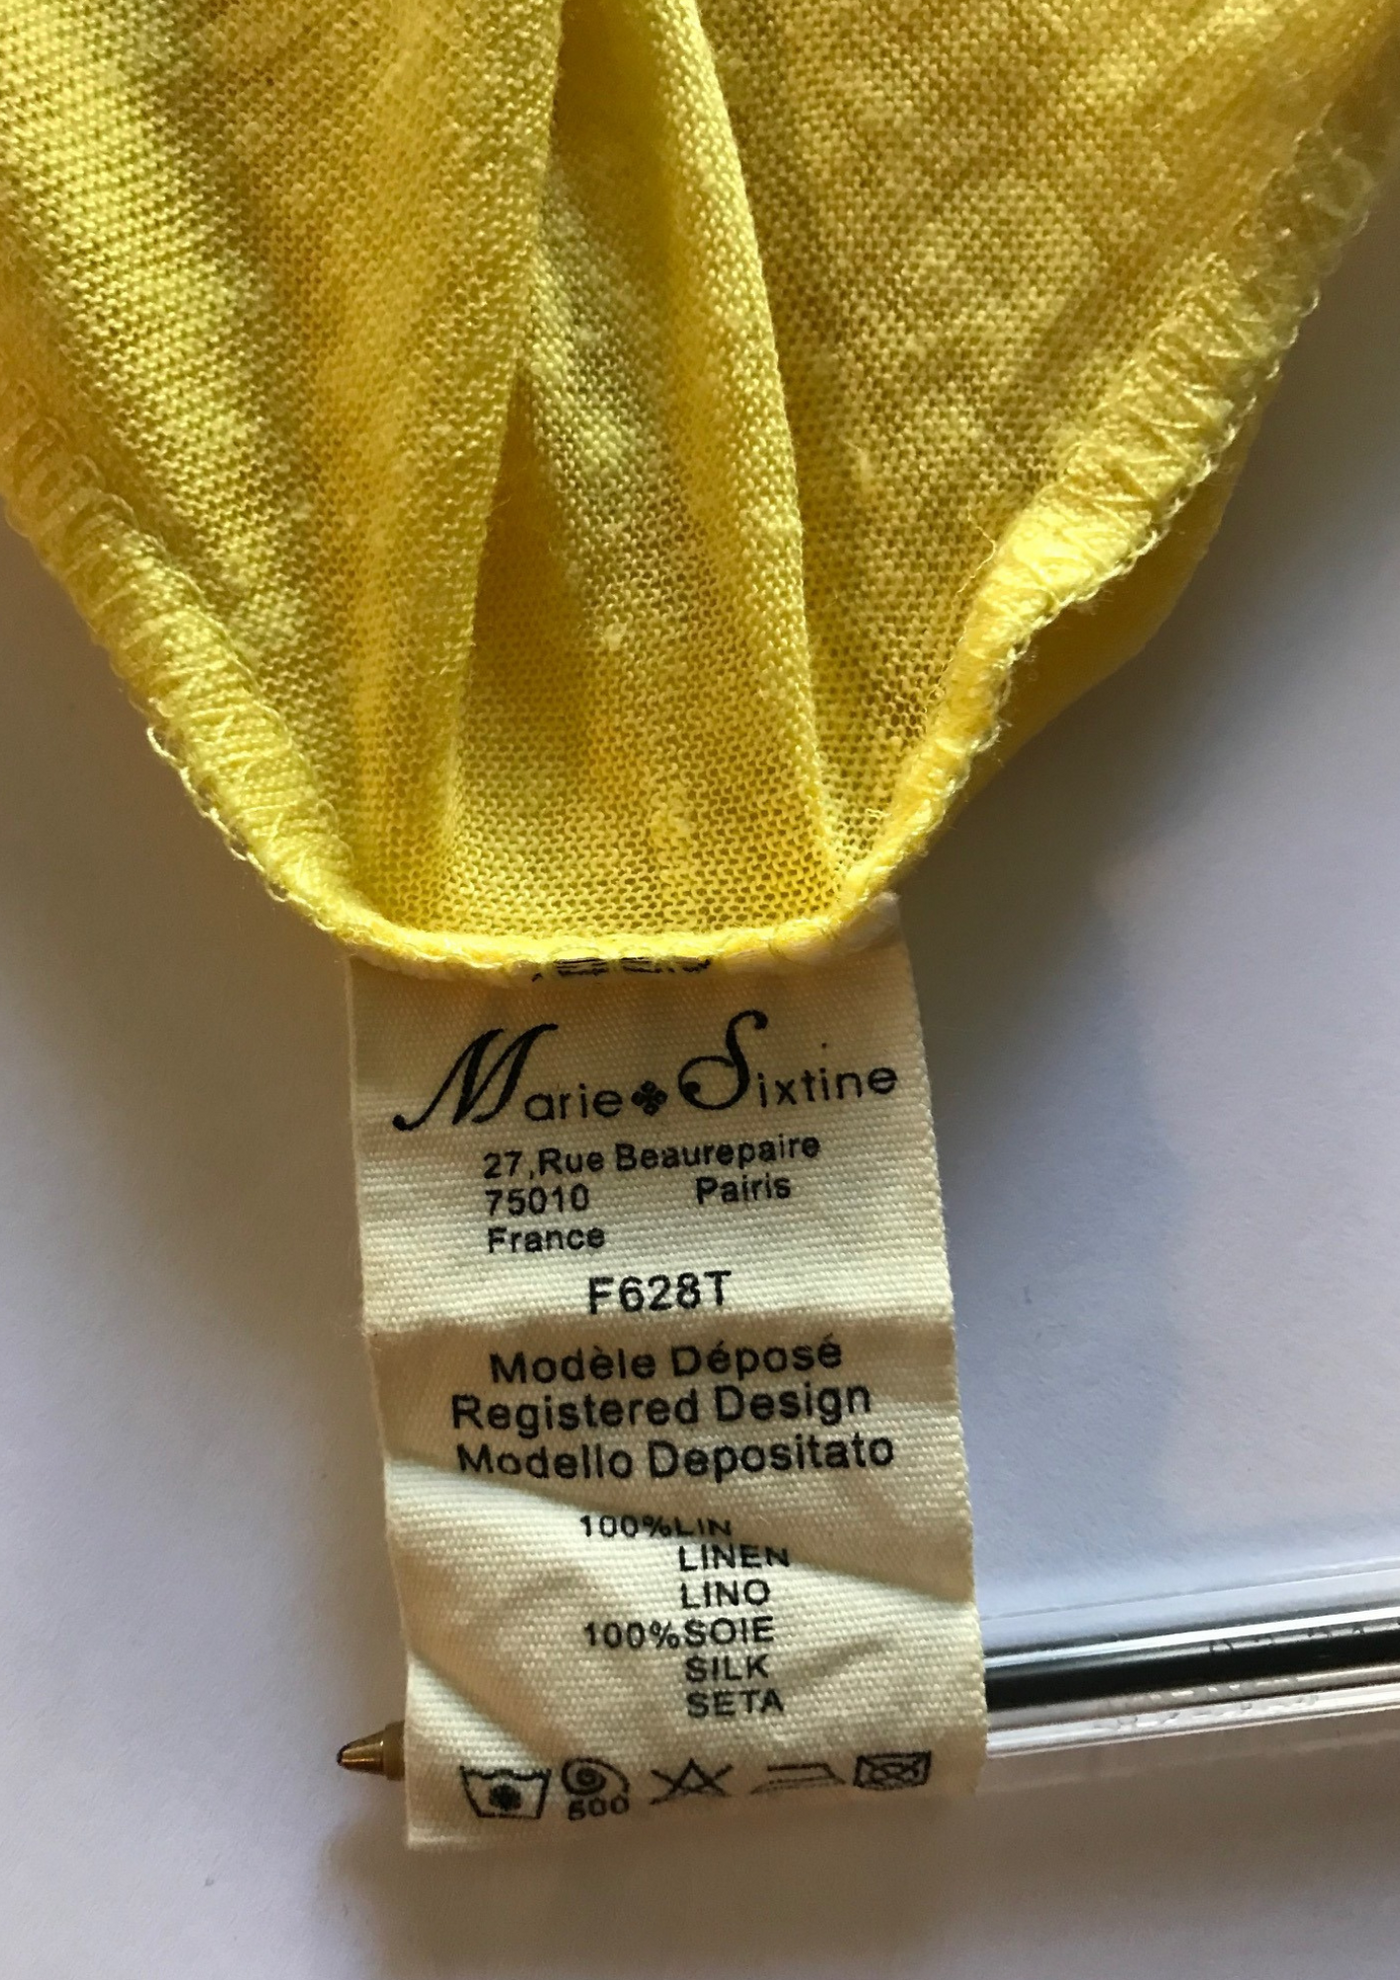 Marie Sixtine
27,Rue Beaurepaire
75010 Pairis
France
F628T
Modèle Déposé
Registered Design
Modello Depositato
100%LIN
LINEN
LINO
100%SOIE
SILK
SETA
500